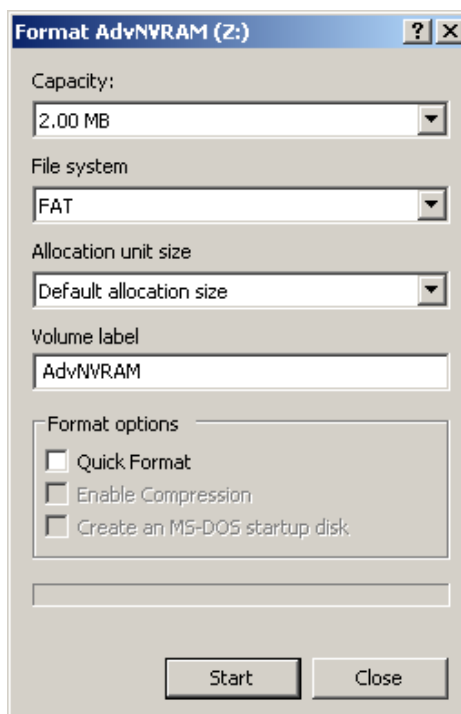 Format AdvNVRAM (Z:)
Capacity:
2.00 MB
File system
FAT
Allocation unit size
Default allocation size
Volume label
AdvNVRAM
Format options
Quick Format
Enable Compression
Create an MS-DOS startup disk
Start Close